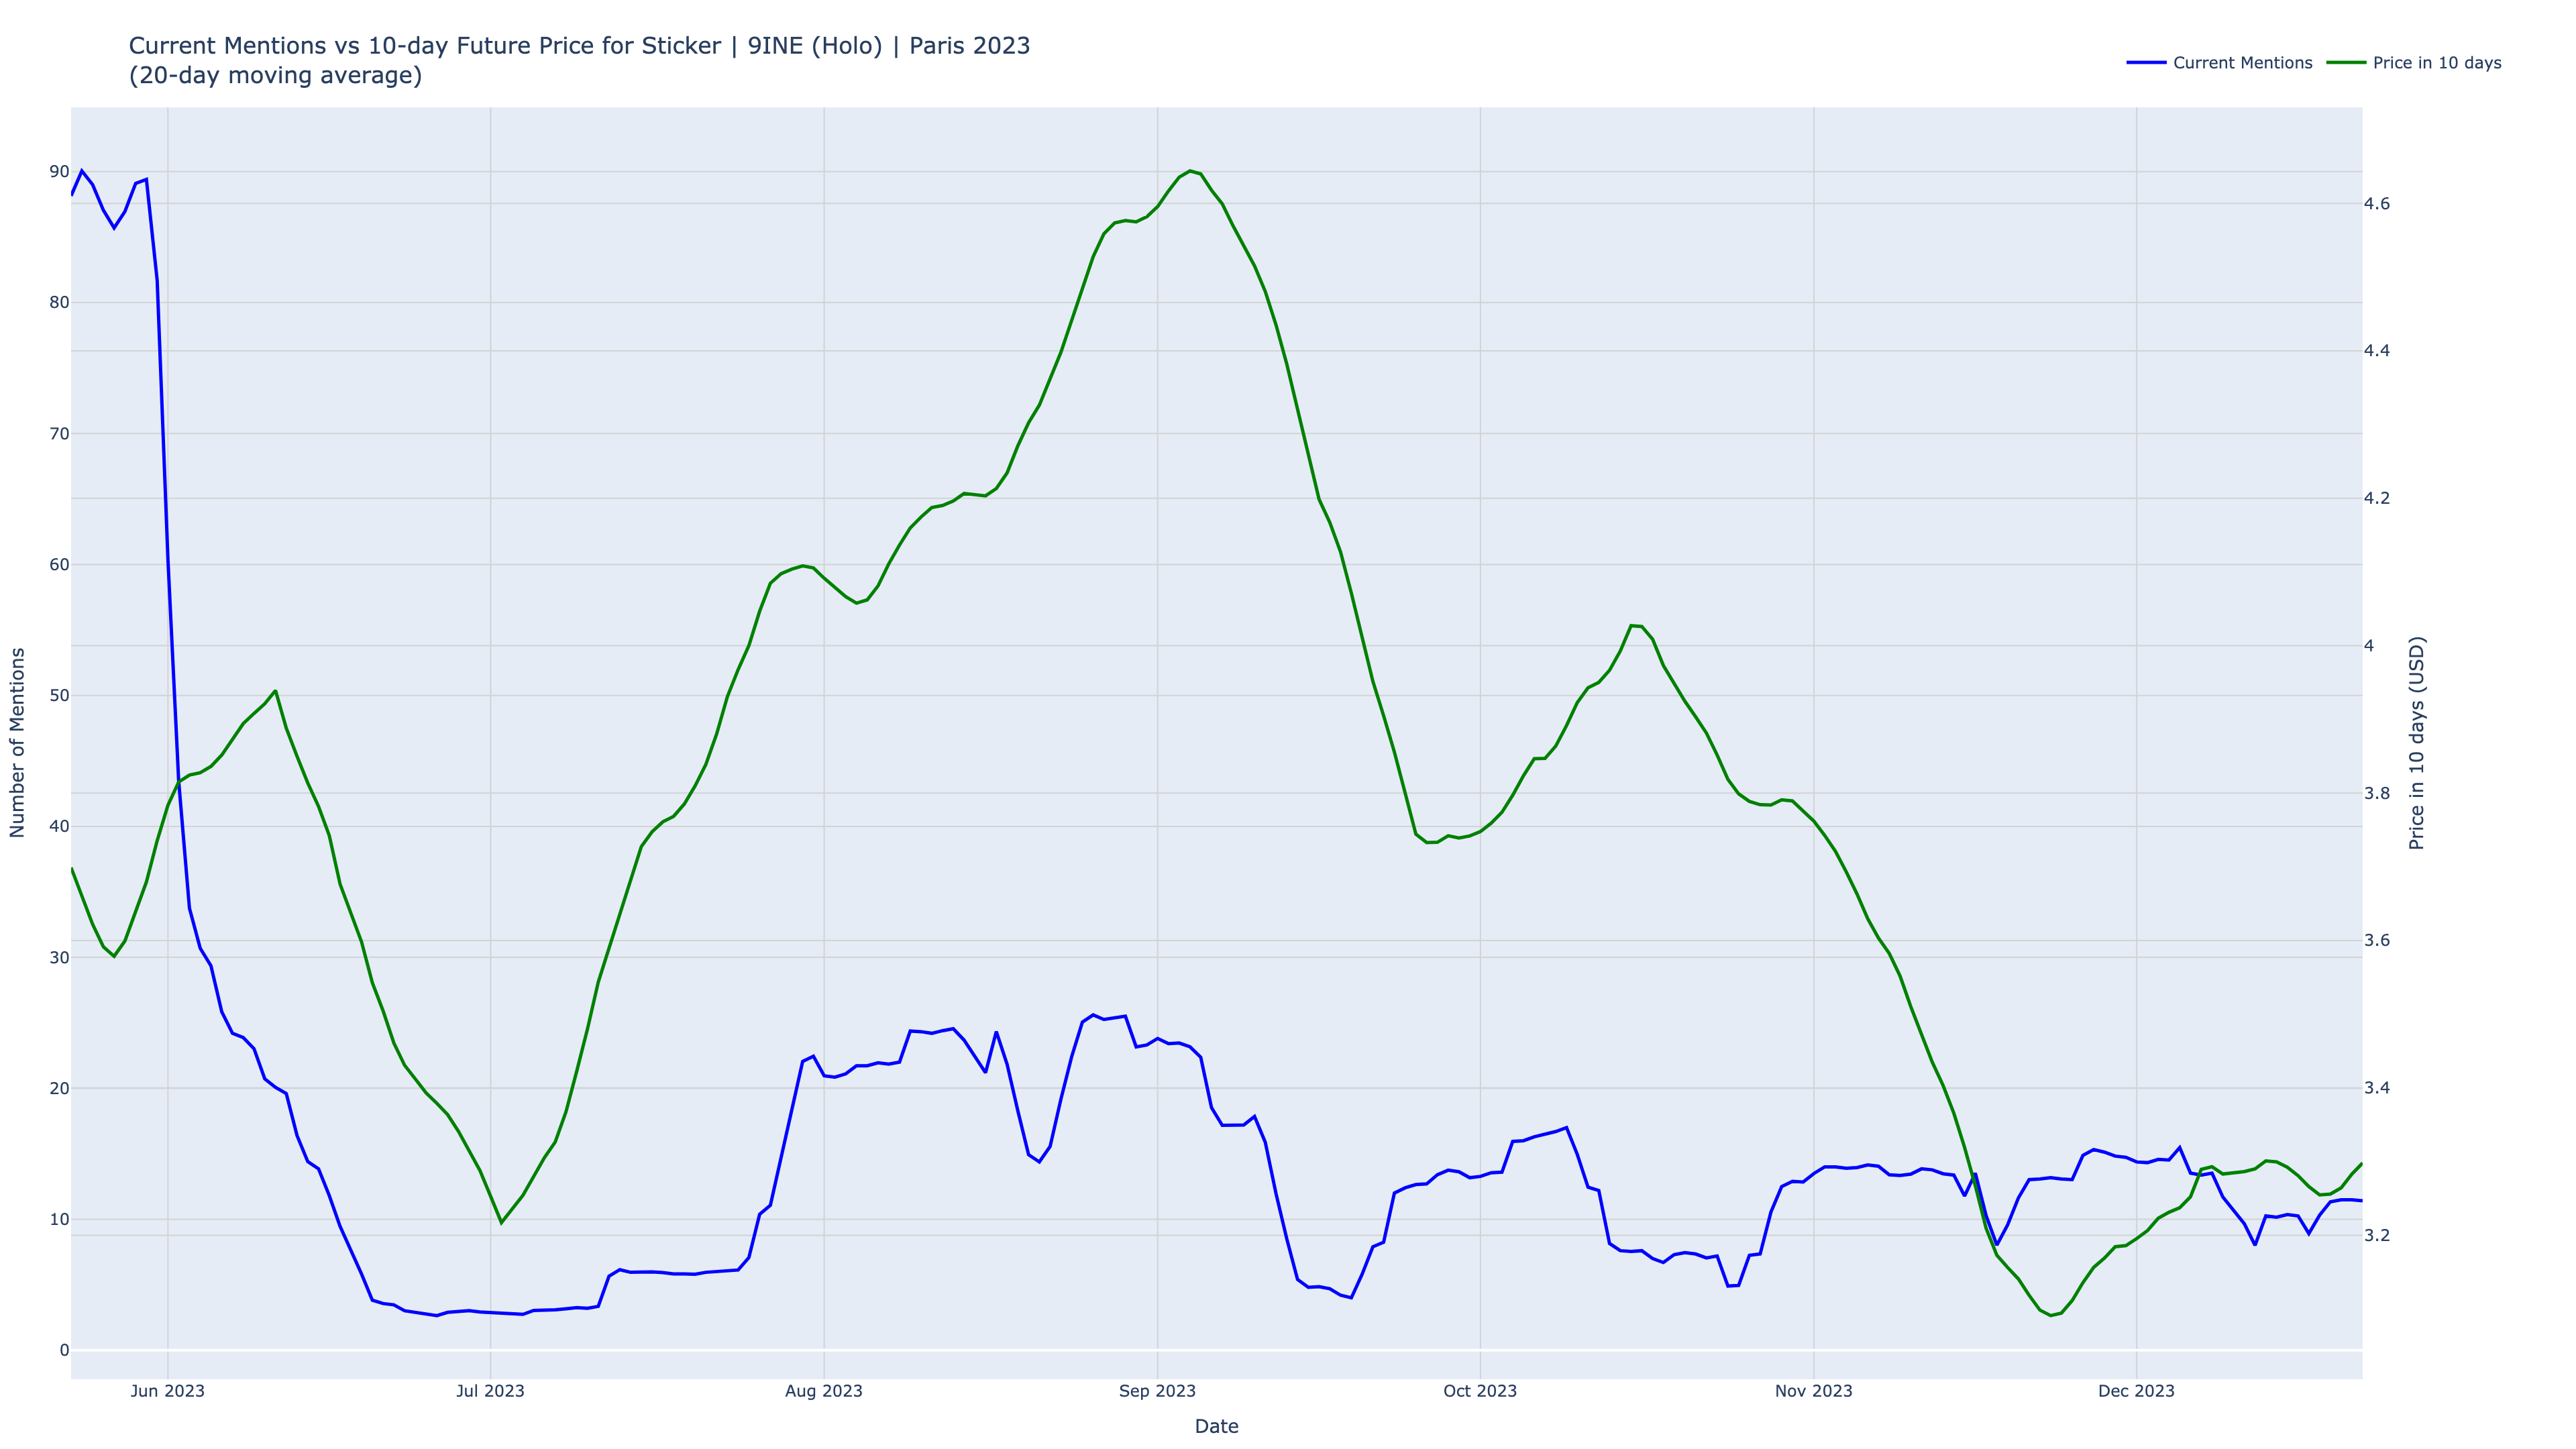 Current Mentions vs 10-day Future Price for Sticker | 9INE (Holo) | Paris 2023
(20-day moving average)
Current Mentions
Price in 10 days
Number of Mentions
90
80
70
60
50
40
30
20
10
0
4.6
4.4
4.2
4
3.8
3.6
3.4
3.2
Price in 10 days (USD)
Jun 2023
Jul 2023
Aug 2023
Sep 2023
Oct 2023
Nov 2023
Dec 2023
Date